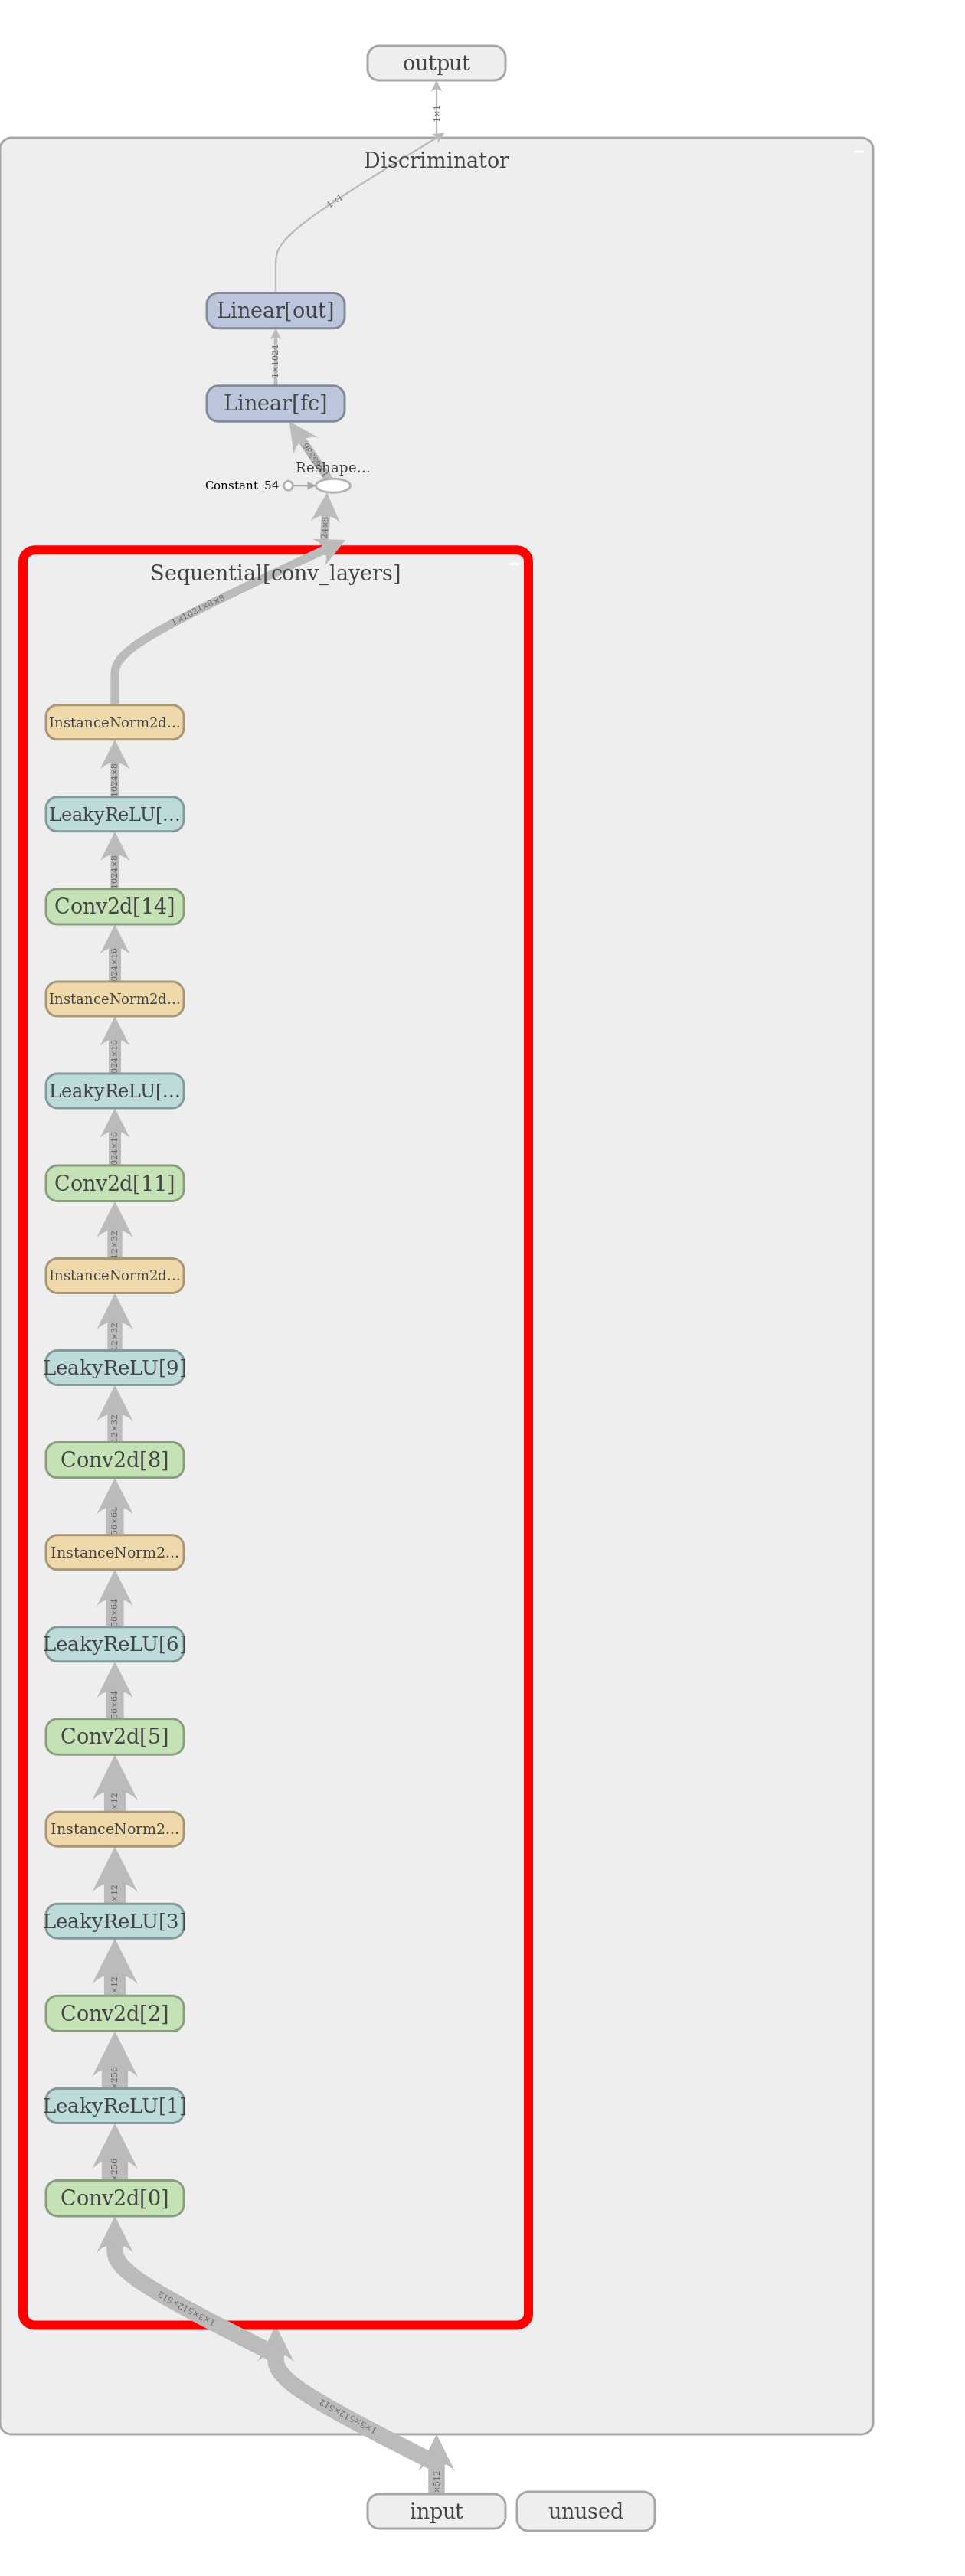 output
1×1
Discriminator
1×1
Linear[out]
1×1024
Linear[fc]
Reshape...
Constant_54
24×8
Sequential[conv_layers]
1×1024×8×8
InstanceNorm2d...
1024×8
LeakyReLU[...
1024×8
Conv2d[14]
024×16
InstanceNorm2d...
024×16
LeakyReLU[...
024×16
Conv2d[11]
12×32
InstanceNorm2d...
12×32
LeakyReLU[9]
12×32
Conv2d[8]
56×64
InstanceNorm2...
56×64
LeakyReLU[6]
56×64
Conv2d[5]
×12
InstanceNorm2...
×12
LeakyReLU[3]
×12
Conv2d[2]
×256
LeakyReLU[1]
×256
Conv2d[0]
1×3×512×512
1×3×512×512
×512
input
unused